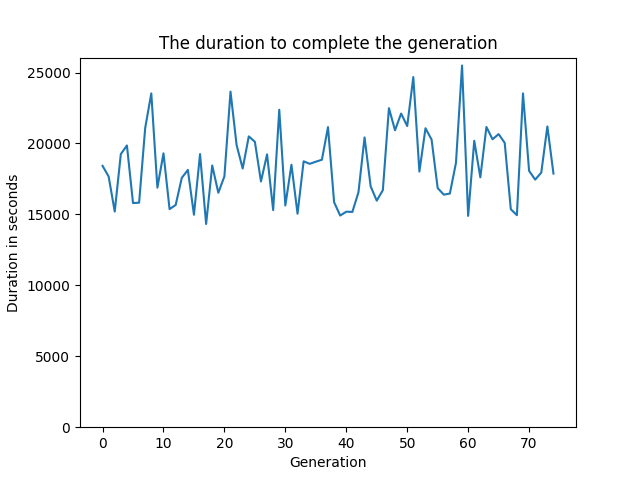 The duration to complete the generation
25000
20000
15000
10000
5000
0
Duration in seconds
0 10 20 30 40 50 60 70
Generation